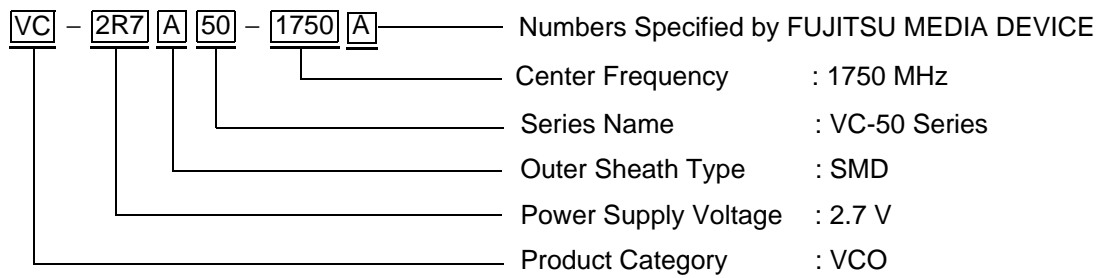 VC – 2R7 A 50 – 1750 A Numbers Specified by FUJITSU MEDIA DEVICE
Center Frequency : 1750 MHz
Series Name : VC-50 Series
Outer Sheath Type : SMD
Power Supply Voltage : 2.7 V
Product Category : VCO